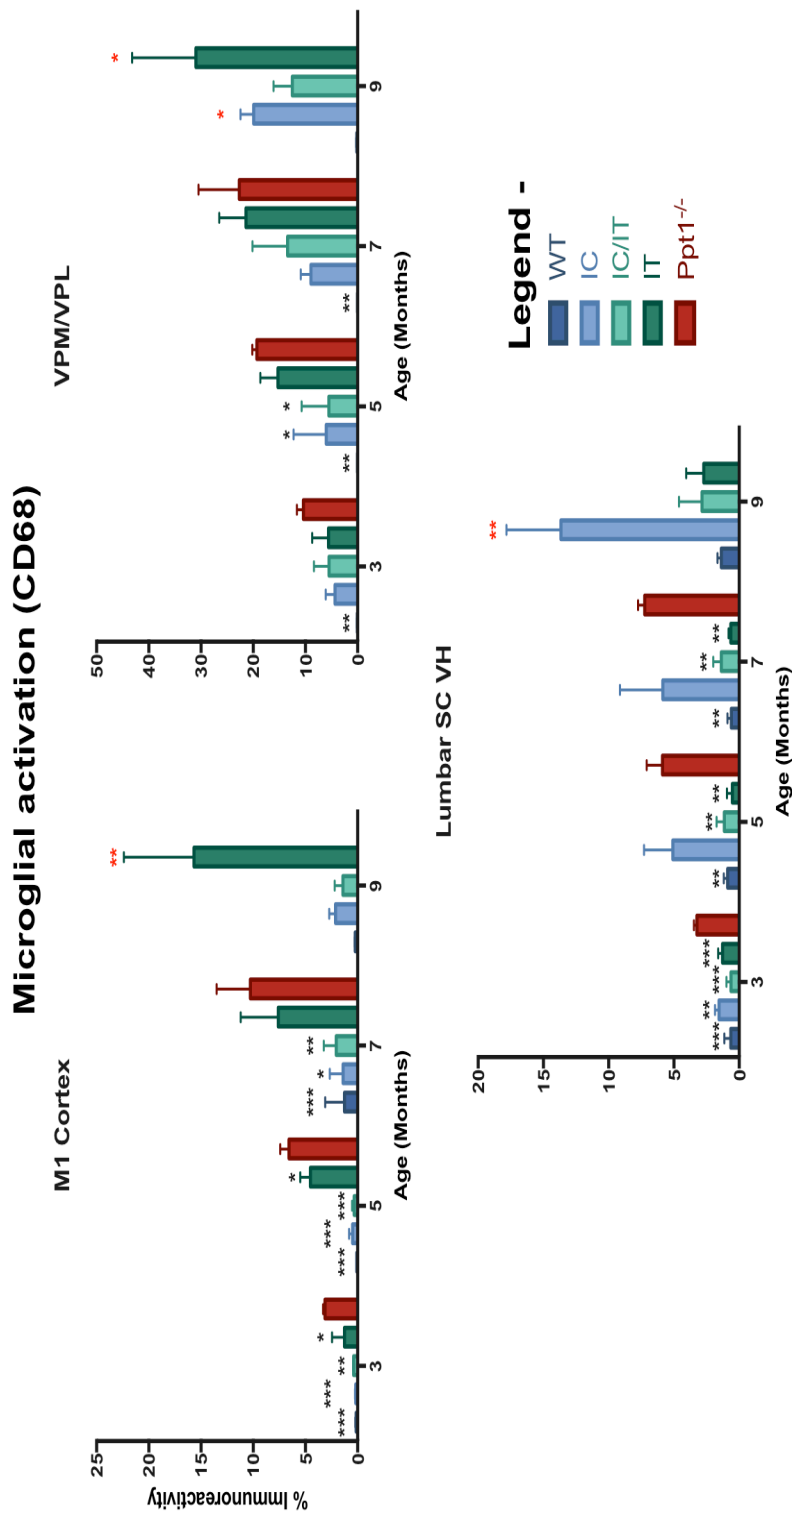 Microglial activation (CD68)
M1 Cortex
% Immunoreactivity
25
20
15
10
5
0
*** *** ** *
*** *** *** *
*** * **
**
3 5 7 9
Age (Months)
VPM/VPL
50
40
30
20
10
0
**
** * *
**
* *
3 5 7 9
Age (Months)
Lumbar SC VH
20
15
10
5
0
*** ** *** ***
** ** **
** ** **
**
3 5 7 9
Age (Months)
Legend -
WT
IC
IC/IT
IT
Ppt1-/-